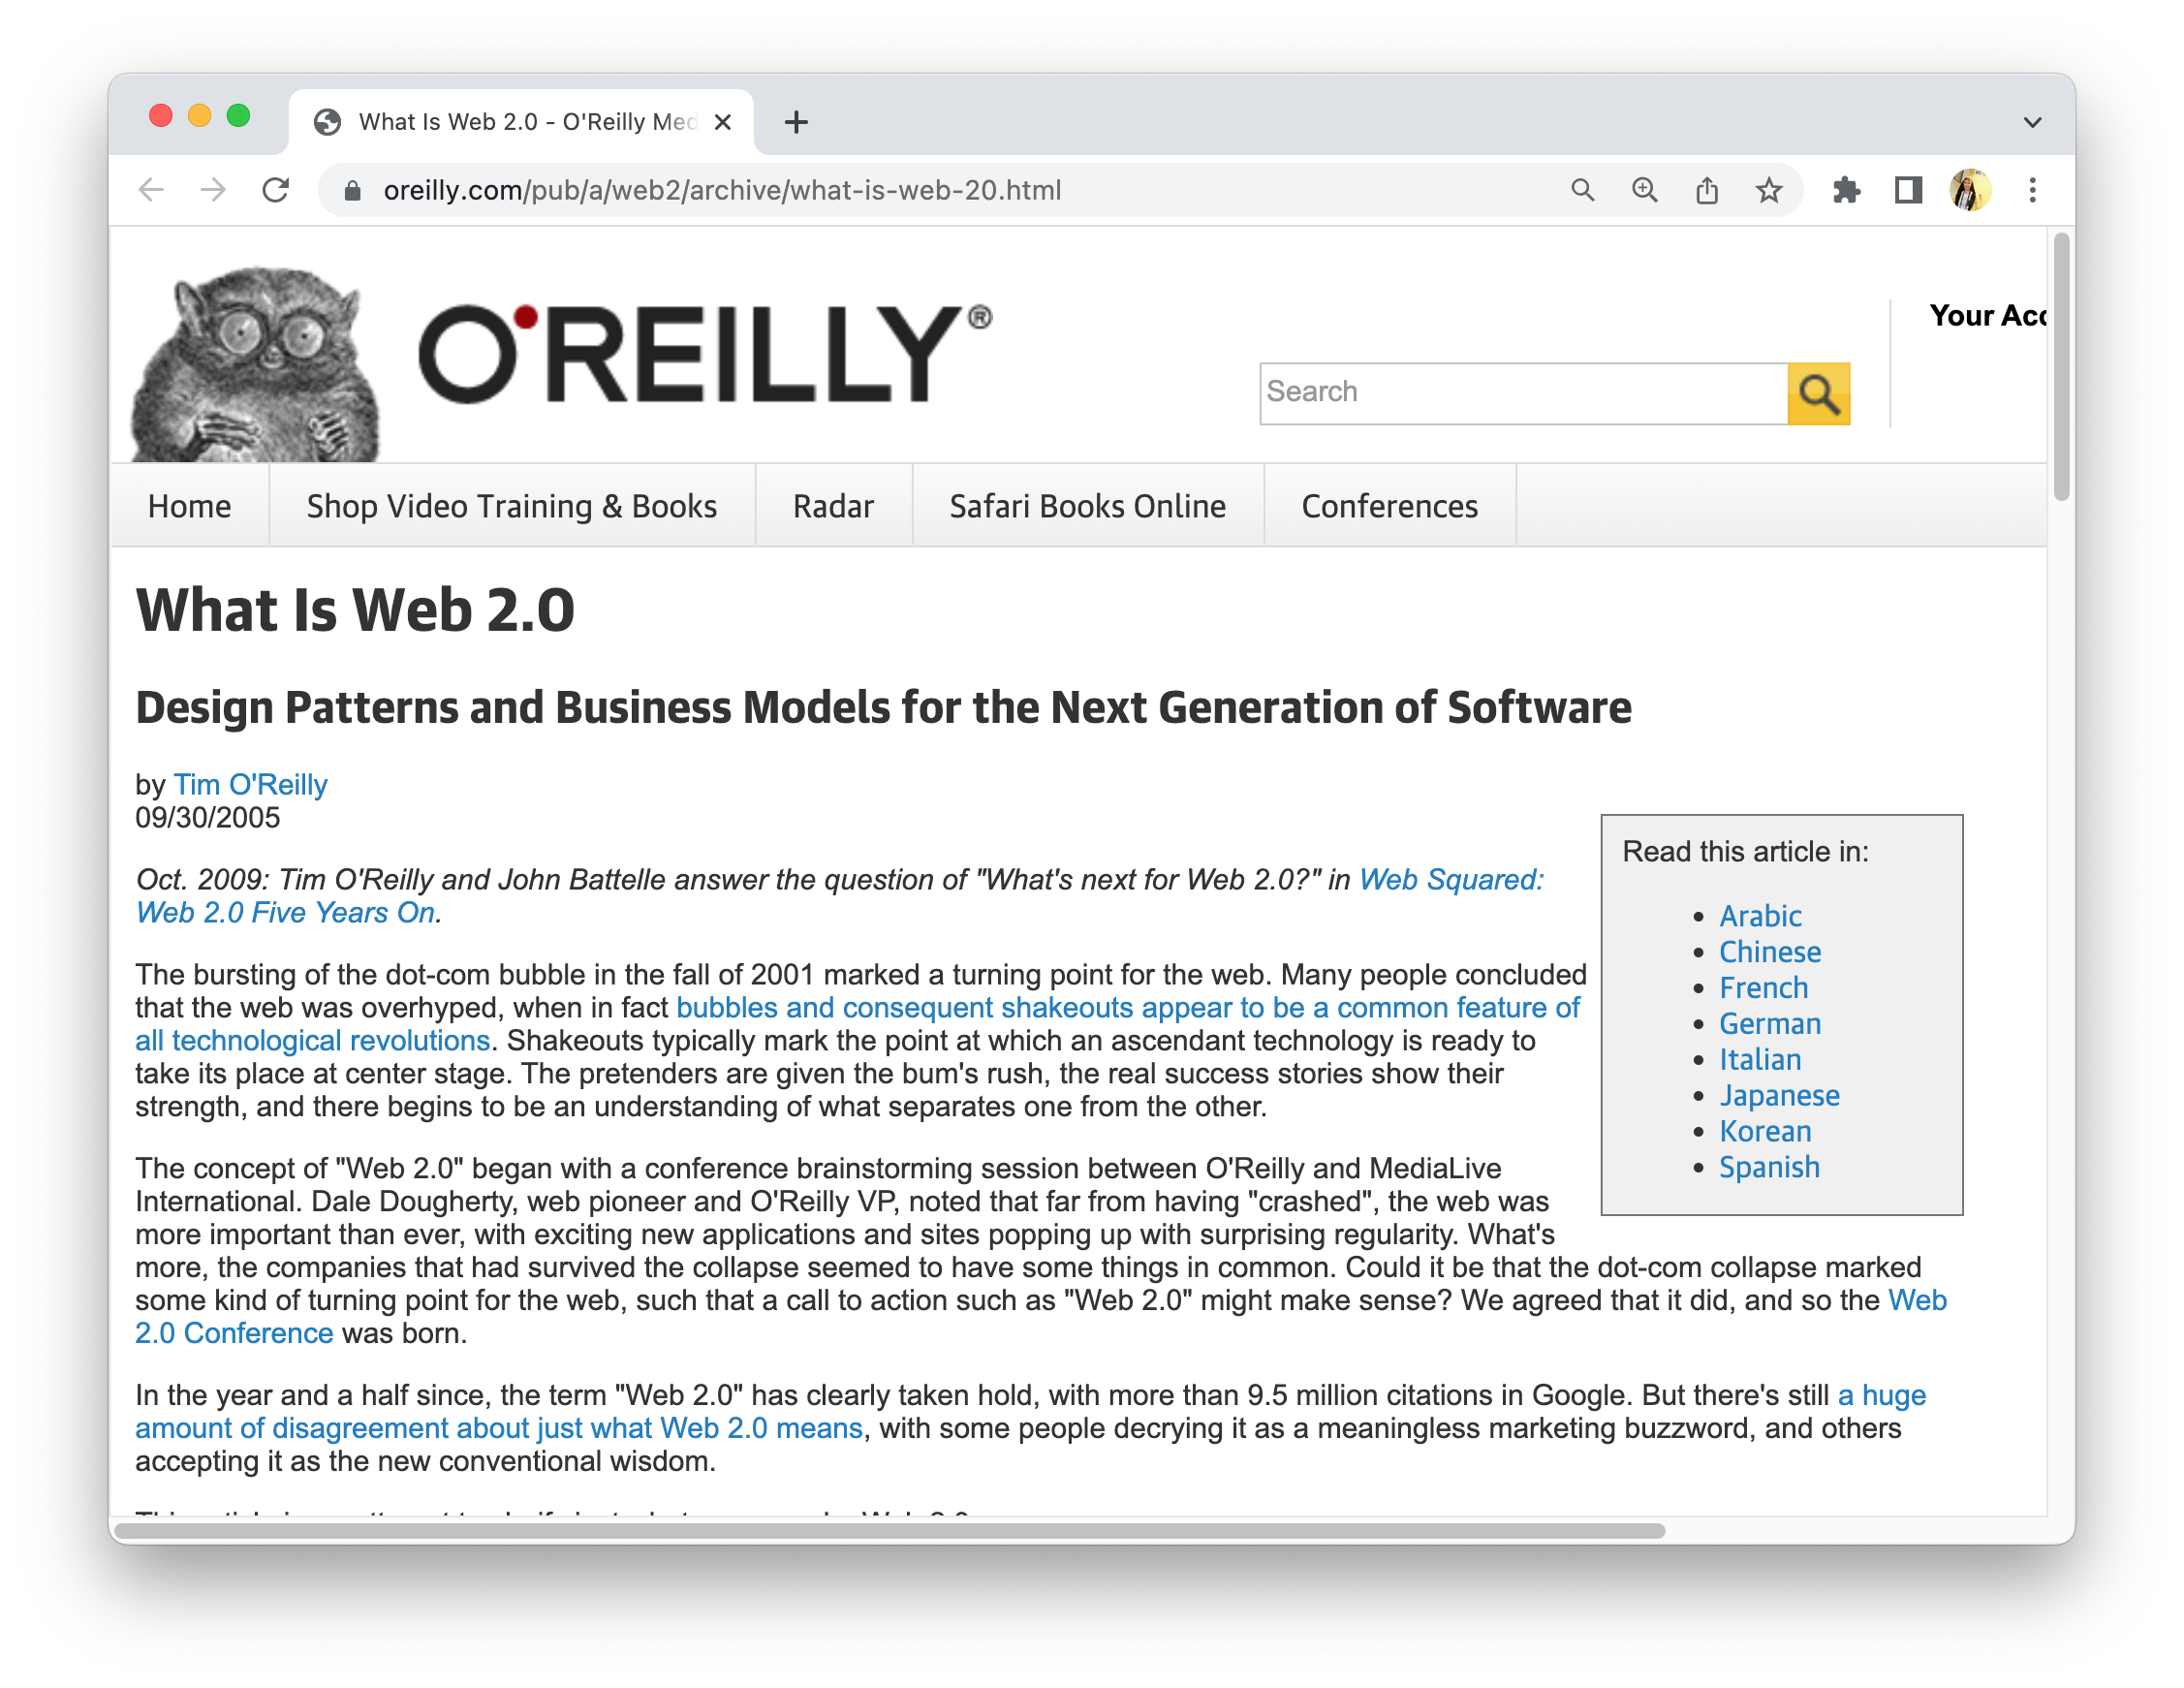 What Is Web 2.0 - O'Reilly Med
oreilly.com/pub/a/web2/archive/what-is-web-20.html
O'REILLY®
Your Acc
Search
Home
Shop Video Training & Books
Radar
Safari Books Online
Conferences
What Is Web 2.0
Design Patterns and Business Models for the Next Generation of Software
by Tim O'Reilly
09/30/2005
Oct. 2009: Tim O'Reilly and John Battelle answer the question of "What's next for Web 2.0?" in Web Squared:
Web 2.0 Five Years On.
The bursting of the dot-com bubble in the fall of 2001 marked a turning point for the web. Many people concluded
that the web was overhyped, when in fact bubbles and consequent shakeouts appear to be a common feature of
all technological revolutions. Shakeouts typically mark the point at which an ascendant technology is ready to
take its place at center stage. The pretenders are given the bum's rush, the real success stories show their
strength, and there begins to be an understanding of what separates one from the other.
Read this article in:
Arabic
Chinese
French
German
Italian
Japanese
Korean
Spanish
The concept of "Web 2.0" began with a conference brainstorming session between O'Reilly and MediaLive
International. Dale Dougherty, web pioneer and O'Reilly VP, noted that far from having "crashed", the web was
more important than ever, with exciting new applications and sites popping up with surprising regularity. What's
more, the companies that had survived the collapse seemed to have some things in common. Could it be that the dot-com collapse marked
some kind of turning point for the web, such that a call to action such as "Web 2.0" might make sense? We agreed that it did, and so the Web
2.0 Conference was born.
In the year and a half since, the term "Web 2.0" has clearly taken hold, with more than 9.5 million citations in Google. But there's still a huge
amount of disagreement about just what Web 2.0 means, with some people decrying it as a meaningless marketing buzzword, and others
accepting it as the new conventional wisdom.